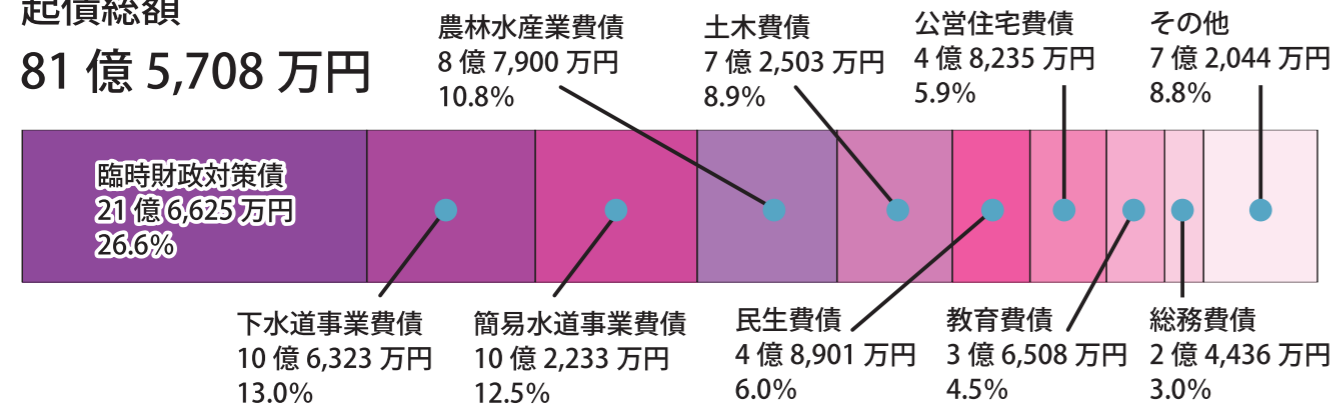 起債総額
81 億 5,708 万円
農林水産業費債
8 億 7,900 万円
10.8%
土木費債
7 億 2,503 万円
8.9%
公営住宅費債
4 億 8,235 万円
5.9%
その他
7 億 2,044 万円
8.8%
臨時財政対策債
21 億 6,625 万円
26.6%
下水道事業費債
10 億 6,323 万円
13.0%
簡易水道事業費債
10 億 2,233 万円
12.5%
民生費債
4 億 8,901 万円
6.0%
教育費債
3 億 6,508 万円
4.5%
総務費債
2 億 4,436 万円
3.0%